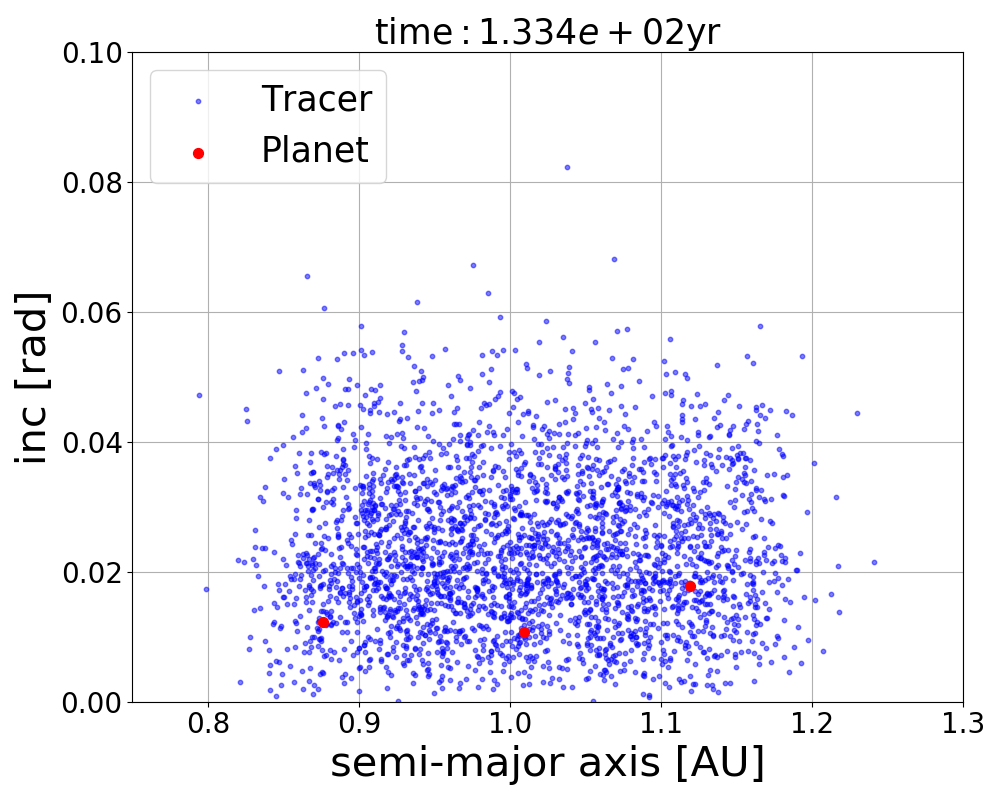 time : 1.334e + 02yr
Tracer
Planet
inc [rad]
0.10
0.08
0.06
0.04
0.02
0.00
0.8 0.9 1.0 1.1 1.2 1.3
semi-major axis [AU]